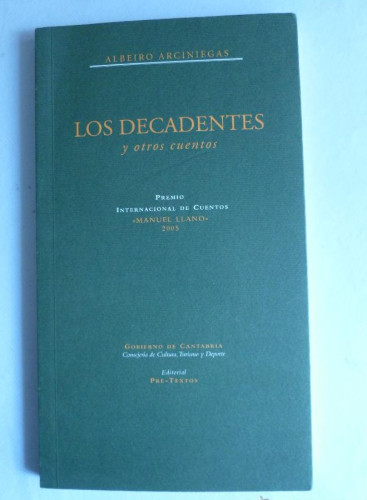 ALBEIRO ARCINIEGAS
LOS DECADENTES
y otros cuentos
PREMIO
INTERNACIONAL DE CUENTOS
«MANUEL LLANO»
2005
GOBIERNO DE CANTABRIA
Consejería de Cultura, Turismo y Deporte
Editorial
PRE-TEXTOS